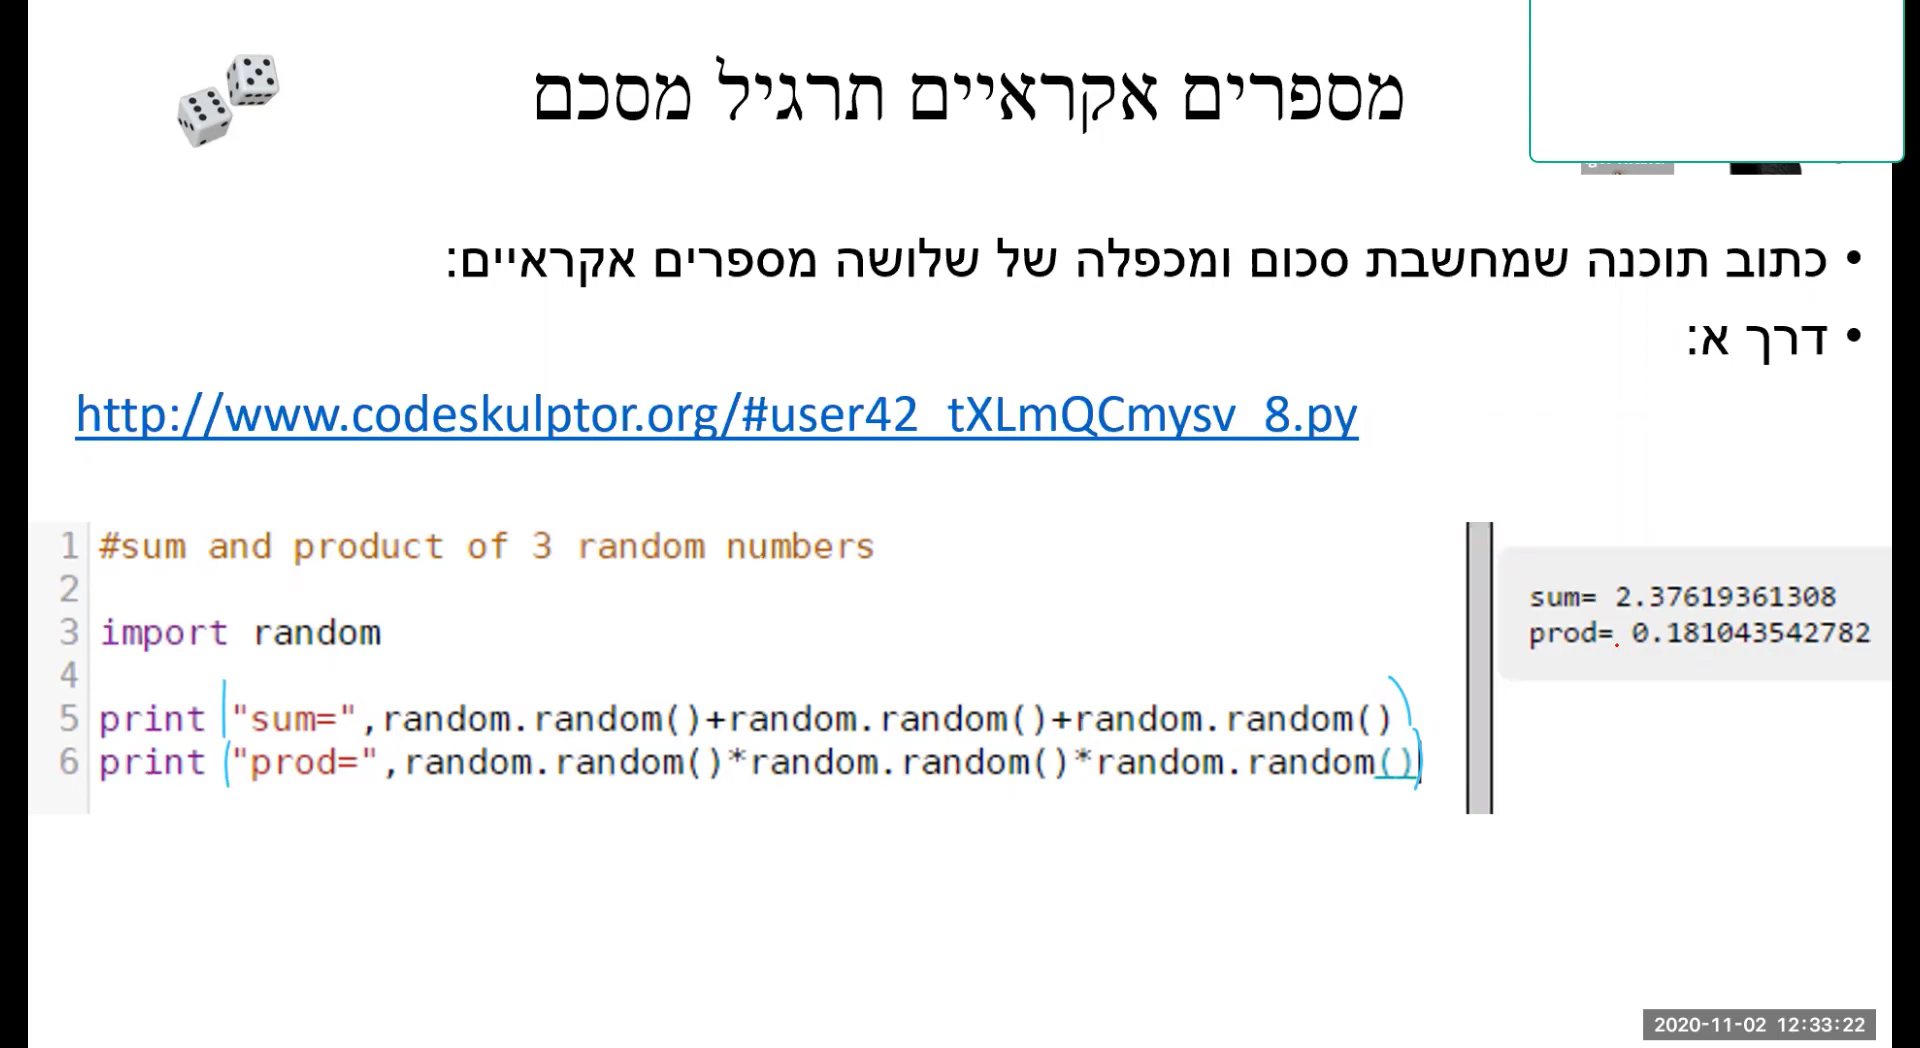 מספרים אקראיים תרגיל מסכם
• כתוב תוכנה שמחשבת סכום ומכפלה של שלושה מספרים אקראיים:
• דרך א:
http://www.codeskulptor.org/#user42_tXLmQCmysv_8.py
1 #sum and product of 3 random numbers
2
3 import random
4
5 print ("sum=",random.random()+random.random()+random.random())
6 print ("prod=",random.random()*random.random()*random.random())
sum= 2.37619361308
prod= 0.181043542782
2020-11-02 12:33:22